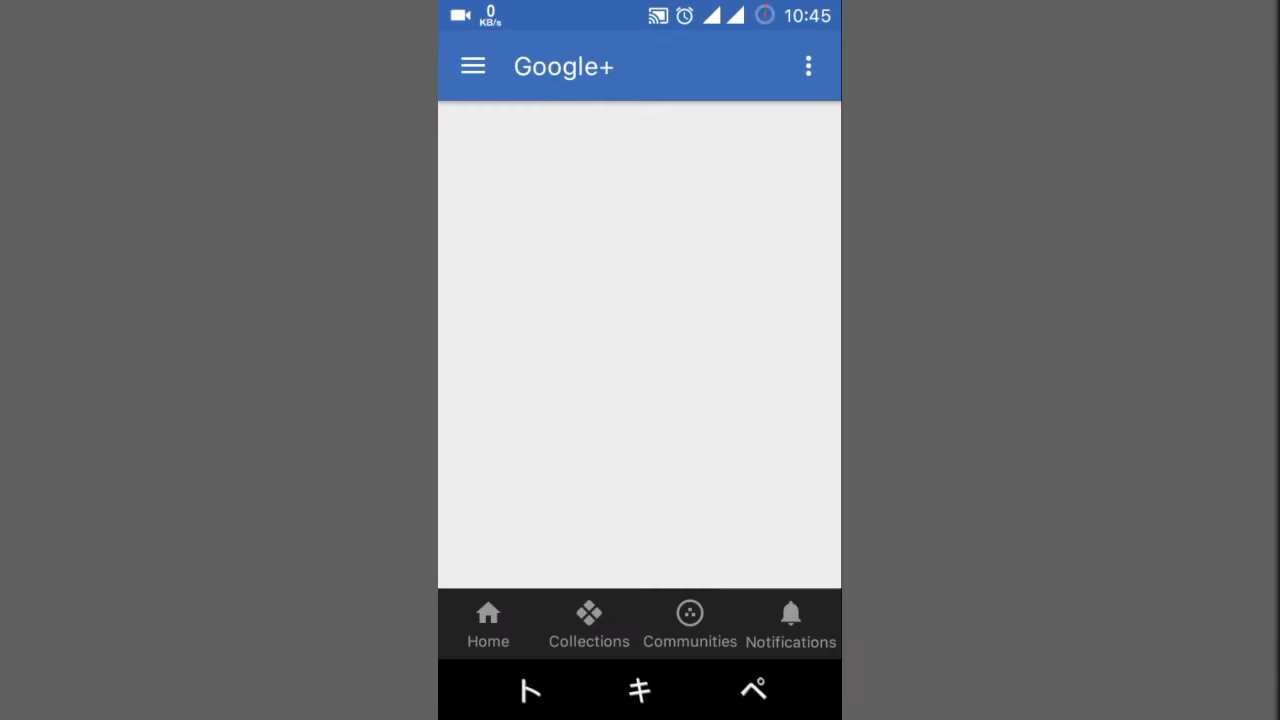 0
KB/s
10:45
Google+
Home
Collections
Communities
Notifications
ト キ ペ